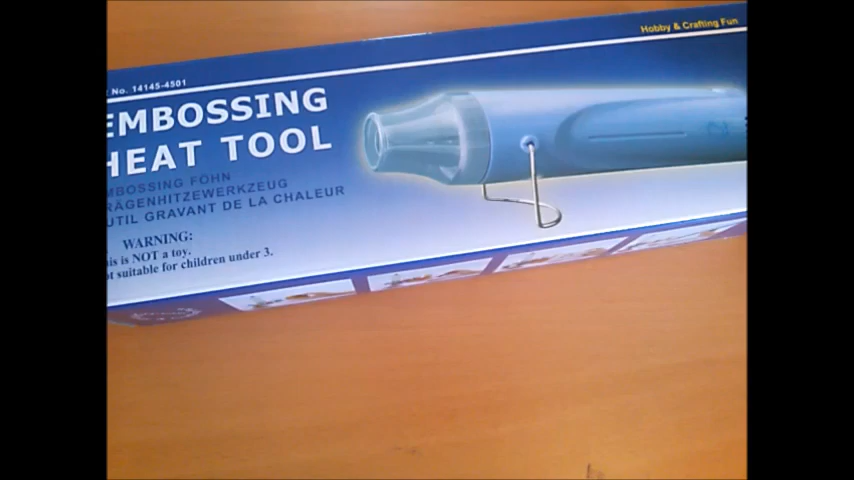 Hobby & Crafting Fun
No. 14145-4501
EMBOSSING
HEAT TOOL
MBOSSING FÖHN
RÄGENHITZEWERKZEUG
UTIL GRAVANT DE LA CHALEUR
WARNING:
is is NOT a toy.
ot suitable for children under 3.